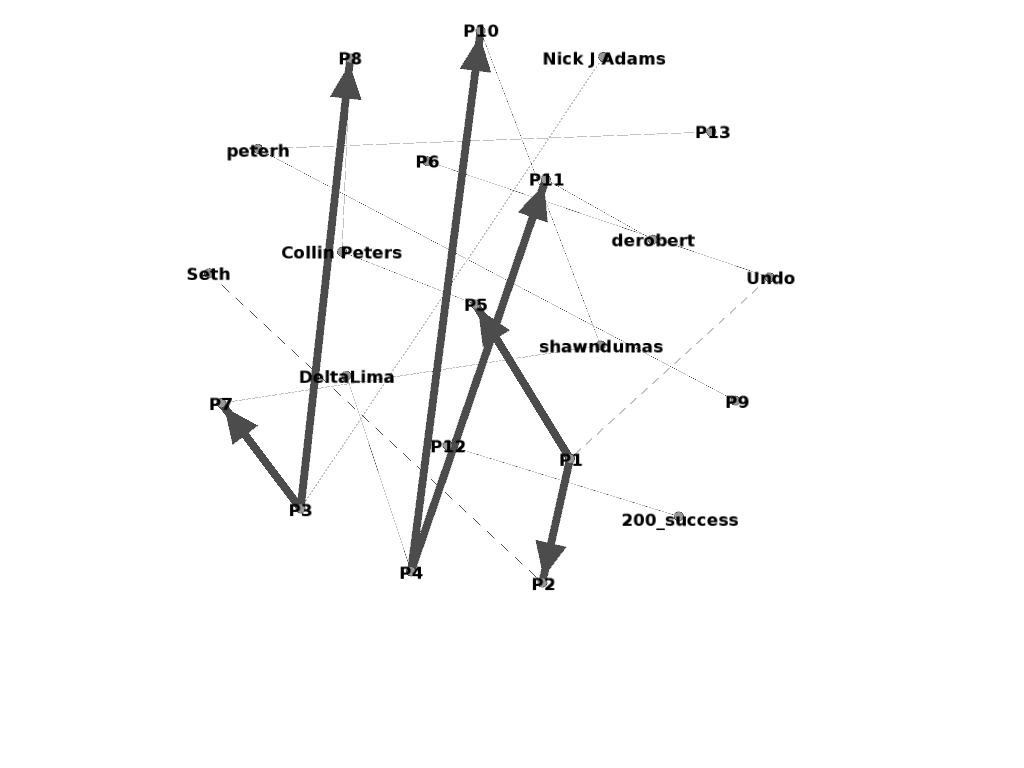 P10
P8
Nick J Adams
P13
peterh
P6
P11
derobert
Collin Peters
Seth
Undo
P5
shawndumas
DeltaLima
P7
P9
P12
P1
P3
200_success
P4
P2